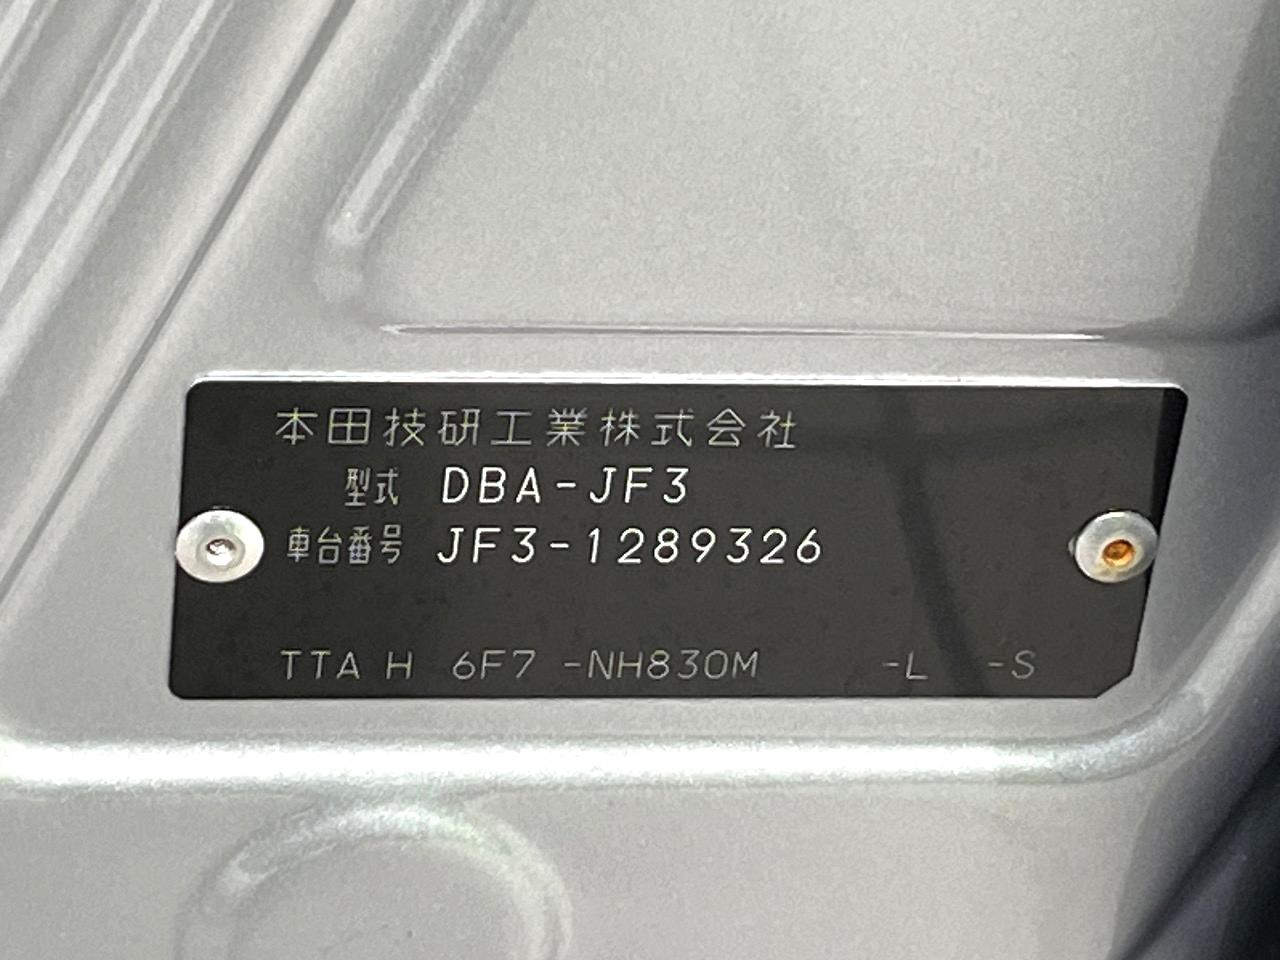 本田技研工業株式会社
型式 DBA-JF3
車台番号 JF3-1289326
TTA H 6F7 -NH830M -L -S